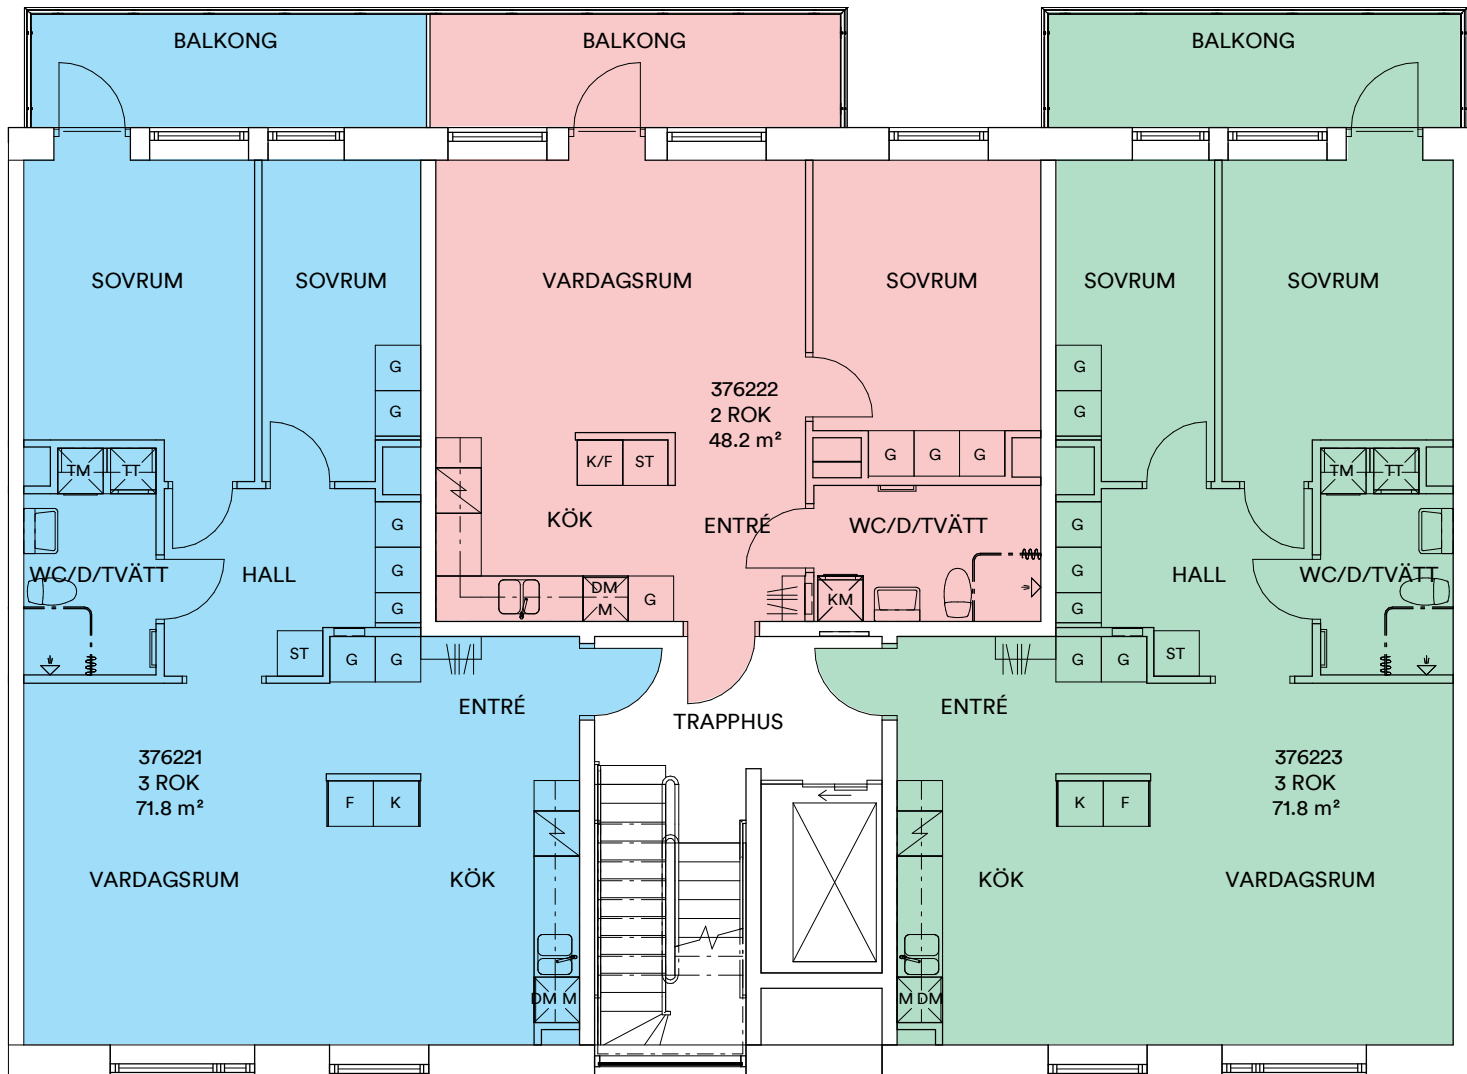 BALKONG
BALKONG
BALKONG
SOVRUM
SOVRUM
VARDAGSRUM
SOVRUM
SOVRUM
SOVRUM
G
G
G
G
376222
2 ROK
48.2 m²
TM
TT
K/F
ST
G
G
G
TM
TT
G
G
KÖK
ENTRÉ
WC/D/TVÄTT
WC/D/TVÄTT
HALL
G
G
HALL
WC/D/TVÄTT
G
DM
M
G
KM
G
ST
G
G
G
G
ST
ENTRÉ
TRAPPHUS
ENTRÉ
376221
3 ROK
71.8 m²
F
K
K
F
376223
3 ROK
71.8 m²
VARDAGSRUM
KÖK
KÖK
VARDAGSRUM
DM M
M DM